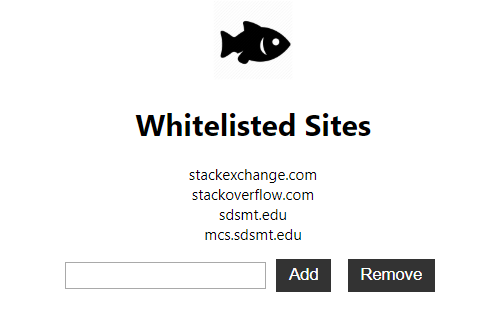 Whitelisted Sites
stackexchange.com
stackoverflow.com
sdsmt.edu
mcs.sdsmt.edu
Add Remove